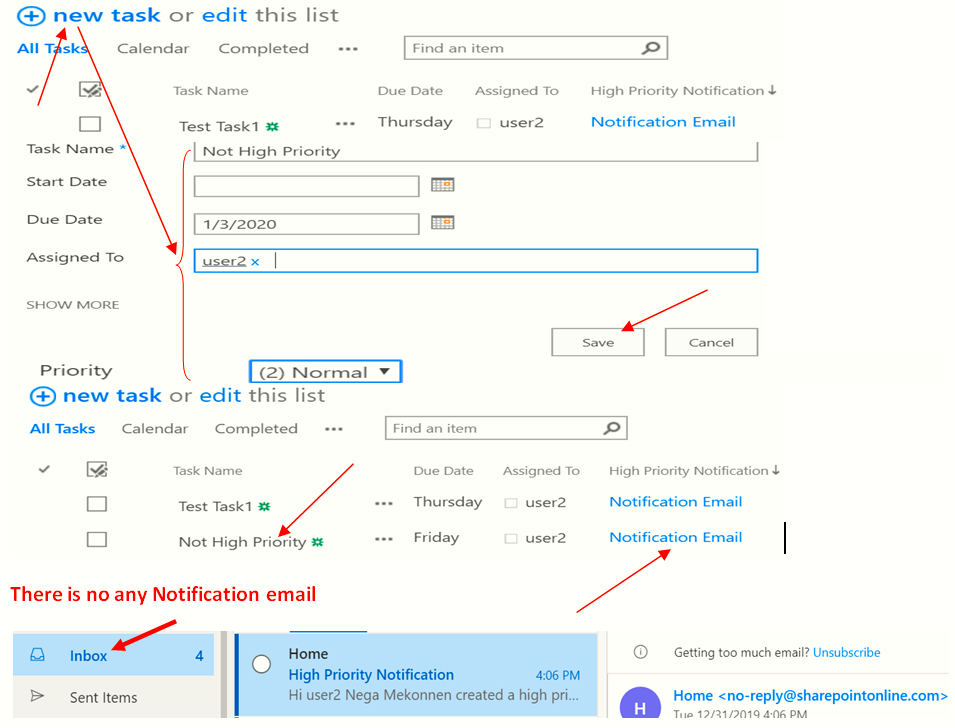 new task or edit this list
All Tasks Calendar Completed ••• Find an item
Task Name Due Date Assigned To High Priority Notification
Test Task1 ••• Thursday user2 Notification Email
Task Name * Not High Priority
Start Date
Due Date 1/3/2020
Assigned To user2 x
SHOW MORE
Save Cancel
Priority (2) Normal
new task or edit this list
All Tasks Calendar Completed ••• Find an item
Task Name Due Date Assigned To High Priority Notification
Test Task1 ••• Thursday user2 Notification Email
Not High Priority ••• Friday user2 Notification Email
There is no any Notification email
Inbox 4
Sent Items
Home
High Priority Notification 4:06 PM
Hi user2 Nega Mekonnen created a high pri...
Getting too much email? Unsubscribe
H Home <no-reply@sharepointonline.com>
Tue 12/31/2019 4:06 PM